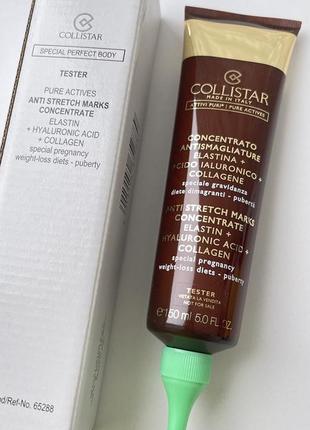 COLLISTAR
SPECIAL PERFECT BODY
TESTER
PURE ACTIVES
ANTI STRETCH MARKS
CONCENTRATE
ELASTIN
+ HYALURONIC ACID
+ COLLAGEN
special pregnancy
weight-loss diets - puberty
Ref-No. 65288
COLLISTAR
MADE IN ITALY
ATTIVI PURI® | PURE ACTIVES
CONCENTRATO
ANTISMAGLIATURE
ELASTINA +
ACIDO IALURONICO +
COLLAGENE
speciale gravidanza
diete dimagranti - pubertà
ANTI STRETCH MARKS
CONCENTRATE
ELASTIN +
HYALURONIC ACID +
COLLAGEN
special pregnancy
weight-loss diets - puberty
TESTER
VIETATA LA VENDITA
NOT FOR SALE
e 150 ml 5.0 FL. OZ.